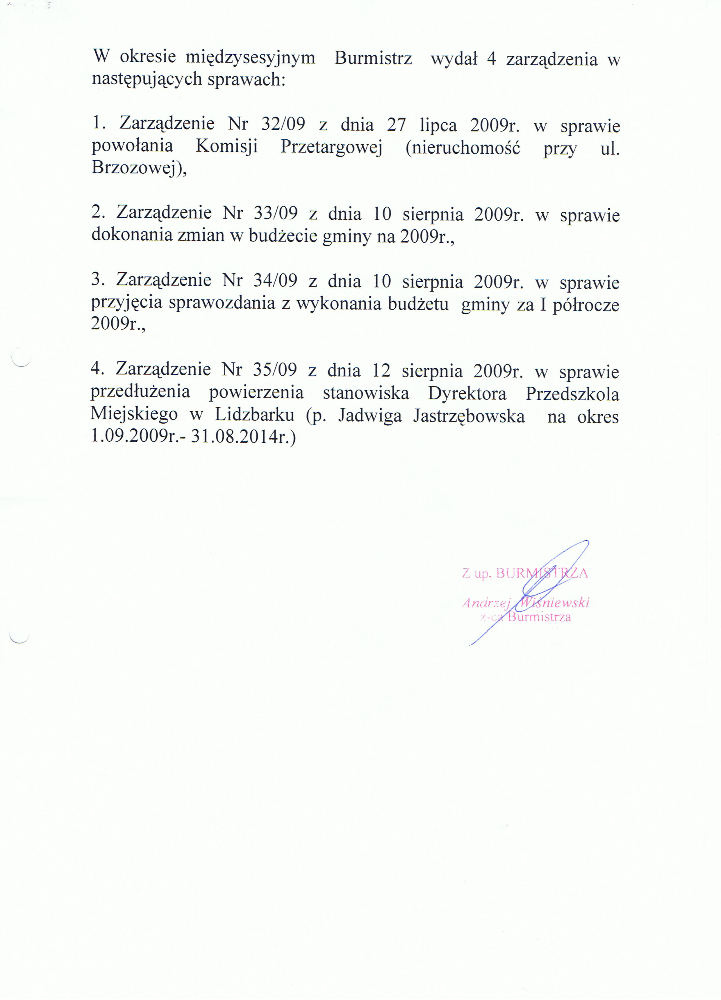 W okresie międzysesyjnym Burmistrz wydał 4 zarządzenia w
następujących sprawach:
1. Zarządzenie Nr 32/09 z dnia 27 lipca 2009r. w sprawie
powołania Komisji Przetargowej (nieruchomość przy ul.
Brzozowej),
2. Zarządzenie Nr 33/09 z dnia 10 sierpnia 2009r. w sprawie
dokonania zmian w budżecie gminy na 2009r.,
3. Zarządzenie Nr 34/09 z dnia 10 sierpnia 2009r. w sprawie
przyjęcia sprawozdania z wykonania budżetu gminy za I półrocze
2009r.,
4. Zarządzenie Nr 35/09 z dnia 12 sierpnia 2009r. w sprawie
przedłużenia powierzenia stanowiska Dyrektora Przedszkola
Miejskiego w Lidzbarku (p. Jadwiga Jastrzębowska na okres
1.09.2009r.- 31.08.2014r.)
Z up. BURMISTRZA
Andrzej Wiśniewski
z-ca Burmistrza